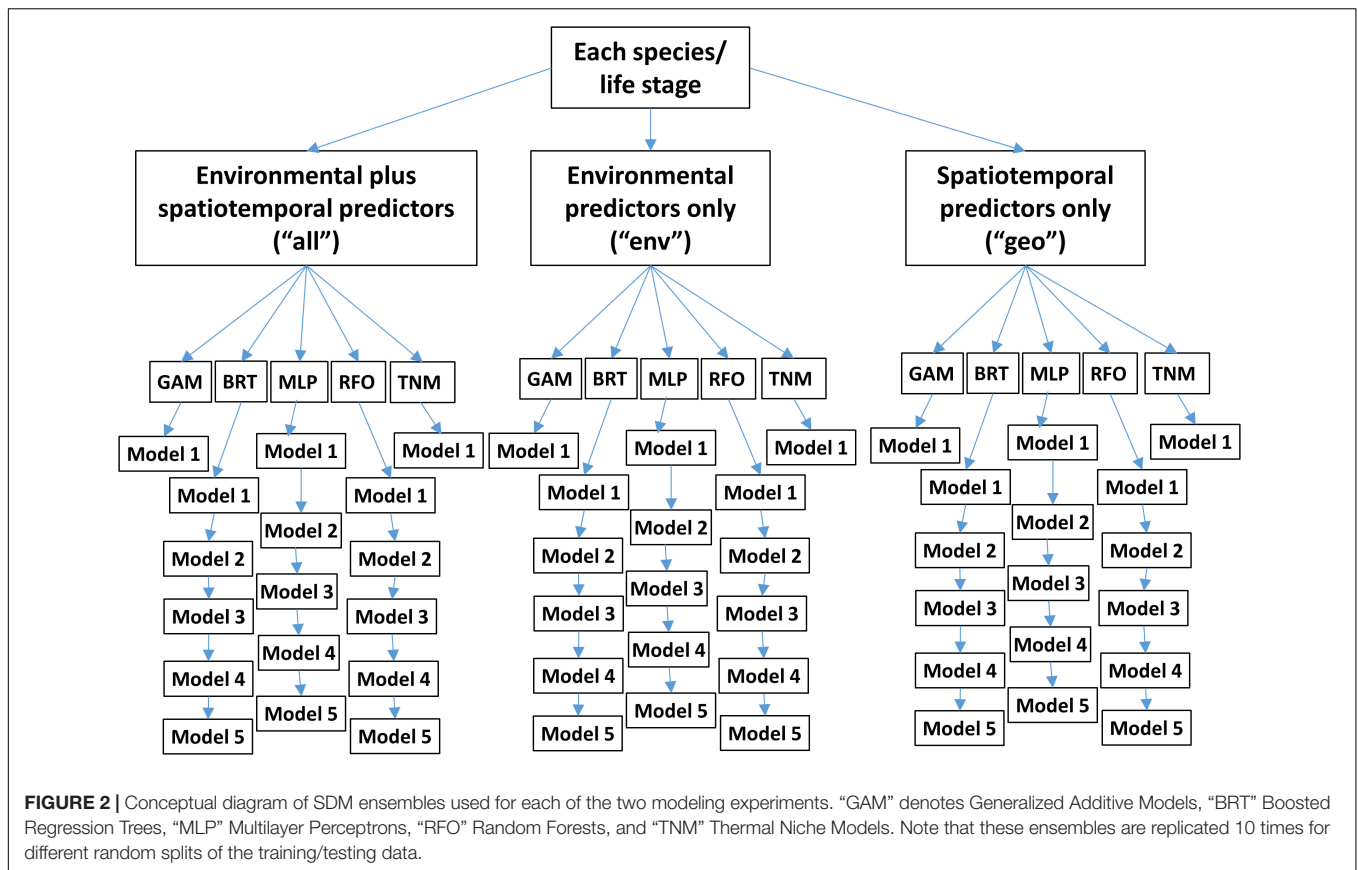 Each species/
life stage
Environmental plus
spatiotemporal predictors
(“all”)
Environmental
predictors only
(“env”)
Spatiotemporal
predictors only
(“geo”)
GAM
BRT
MLP
RFO
TNM
Model 1
Model 1
Model 2
Model 3
Model 4
Model 5
Model 1
Model 2
Model 3
Model 4
Model 5
Model 1
Model 2
Model 3
Model 4
Model 5
Model 1
GAM
BRT
MLP
RFO
TNM
Model 1
Model 1
Model 2
Model 3
Model 4
Model 5
Model 1
Model 2
Model 3
Model 4
Model 5
Model 1
Model 2
Model 3
Model 4
Model 5
Model 1
GAM
BRT
MLP
RFO
TNM
Model 1
Model 1
Model 2
Model 3
Model 4
Model 5
Model 1
Model 2
Model 3
Model 4
Model 5
Model 1
Model 2
Model 3
Model 4
Model 5
Model 1
FIGURE 2 | Conceptual diagram of SDM ensembles used for each of the two modeling experiments. “GAM” denotes Generalized Additive Models, “BRT” Boosted
Regression Trees, “MLP” Multilayer Perceptrons, “RFO” Random Forests, and “TNM” Thermal Niche Models. Note that these ensembles are replicated 10 times for
different random splits of the training/testing data.